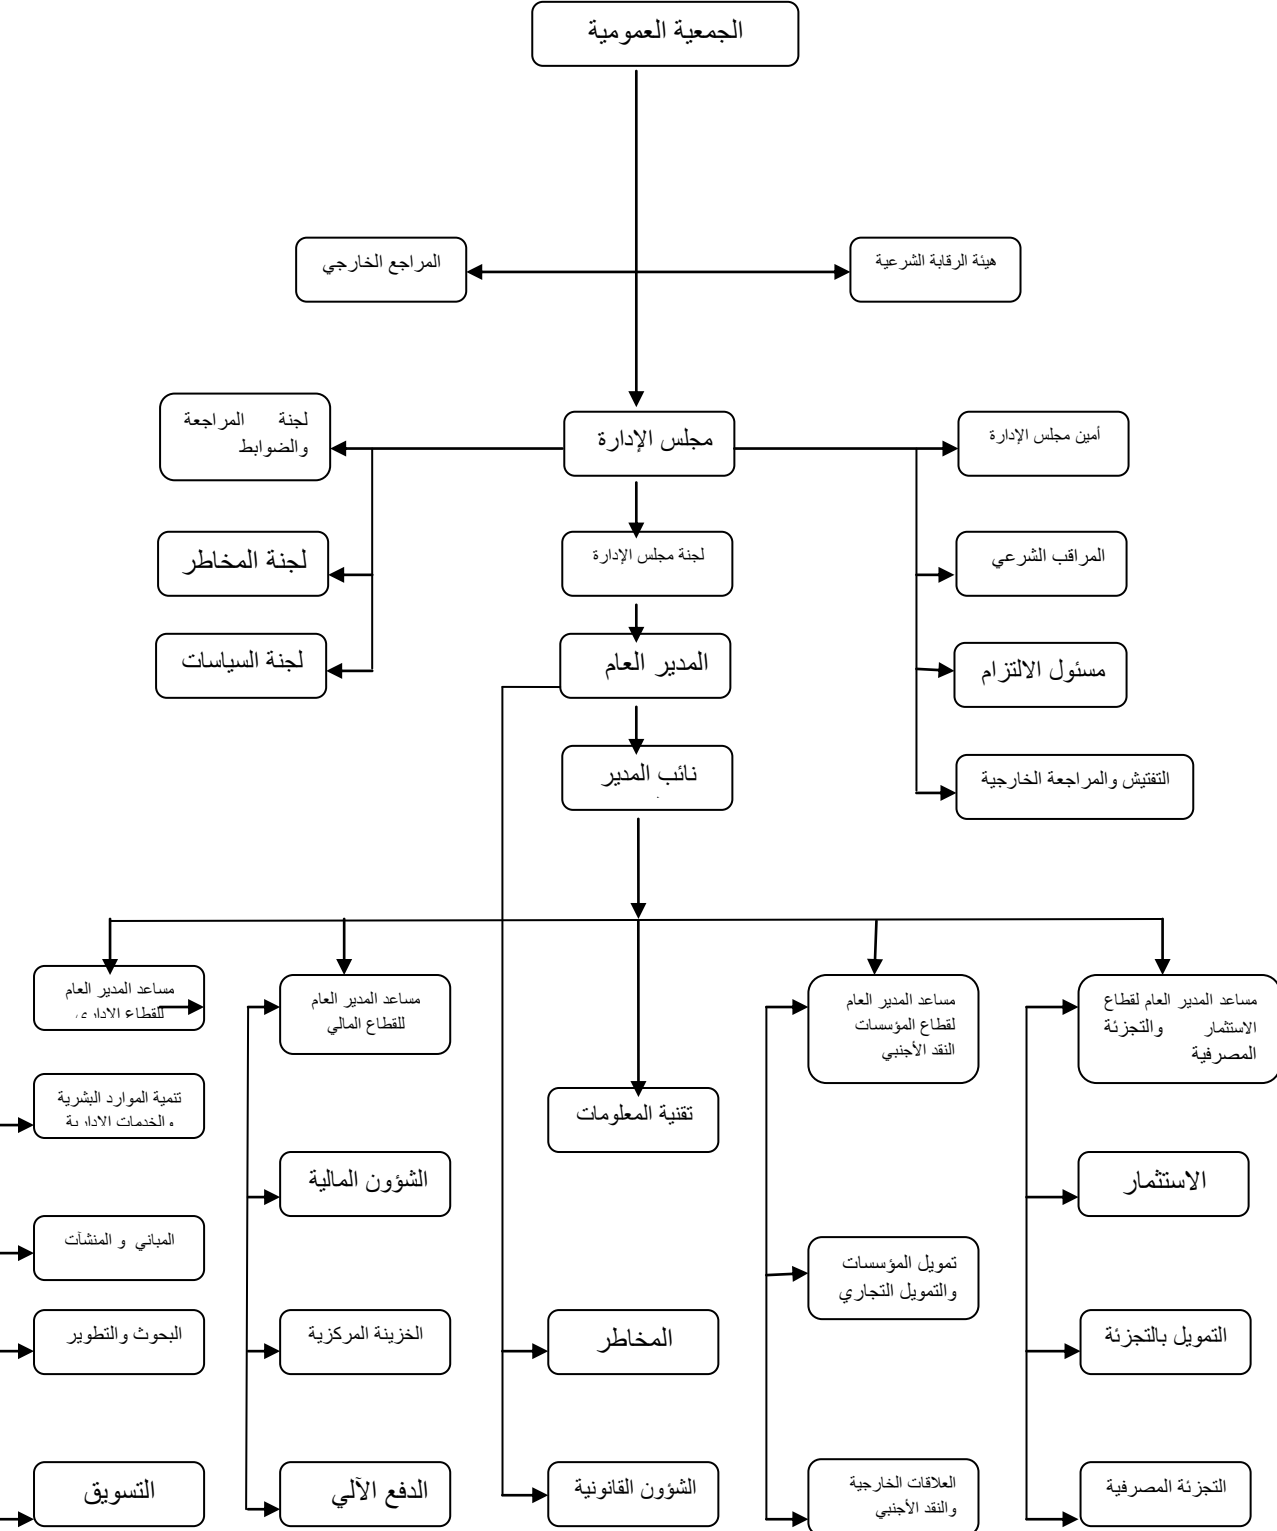 الجمعية العمومية
هيئة الرقابة الشرعية
المراجع الخارجي
أمين مجلس الإدارة
مجلس الإدارة
لجنة المراجعة
والضوابط
المراقب الشرعي
لجنة مجلس الإدارة
لجنة المخاطر
مسئول الالتزام
المدير العام
لجنة السياسات
التفتيش والمراجعة الخارجية
نائب المدير
مساعد المدير العام لقطاع
الاستثمار والتجزئة
المصرفية
مساعد المدير العام
لقطاع المؤسسات
النقد الأجنبي
مساعد المدير العام
للقطاع المالي
مساعد المدير العام
للقطاع الاداري
تقنية المعلومات
تنمية الموارد البشرية
والخدمات الادارية
الاستثمار
الشؤون المالية
تمويل المؤسسات
والتمويل التجاري
المباني و المنشآت
التمويل بالتجزئة
المخاطر
الخزينة المركزية
البحوث والتطوير
التجزئة المصرفية
العلاقات الخارجية
والنقد الأجنبي
الشؤون القانونية
الدفع الآلي
التسويق